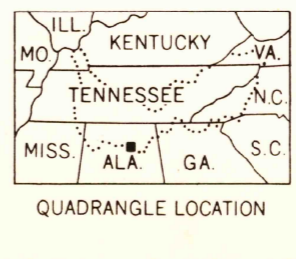 ILL.
KENTUCKY
MO.
VA.
TENNESSEE
N.C.
MISS.
ALA.
GA.
S.C.
QUADRANGLE LOCATION